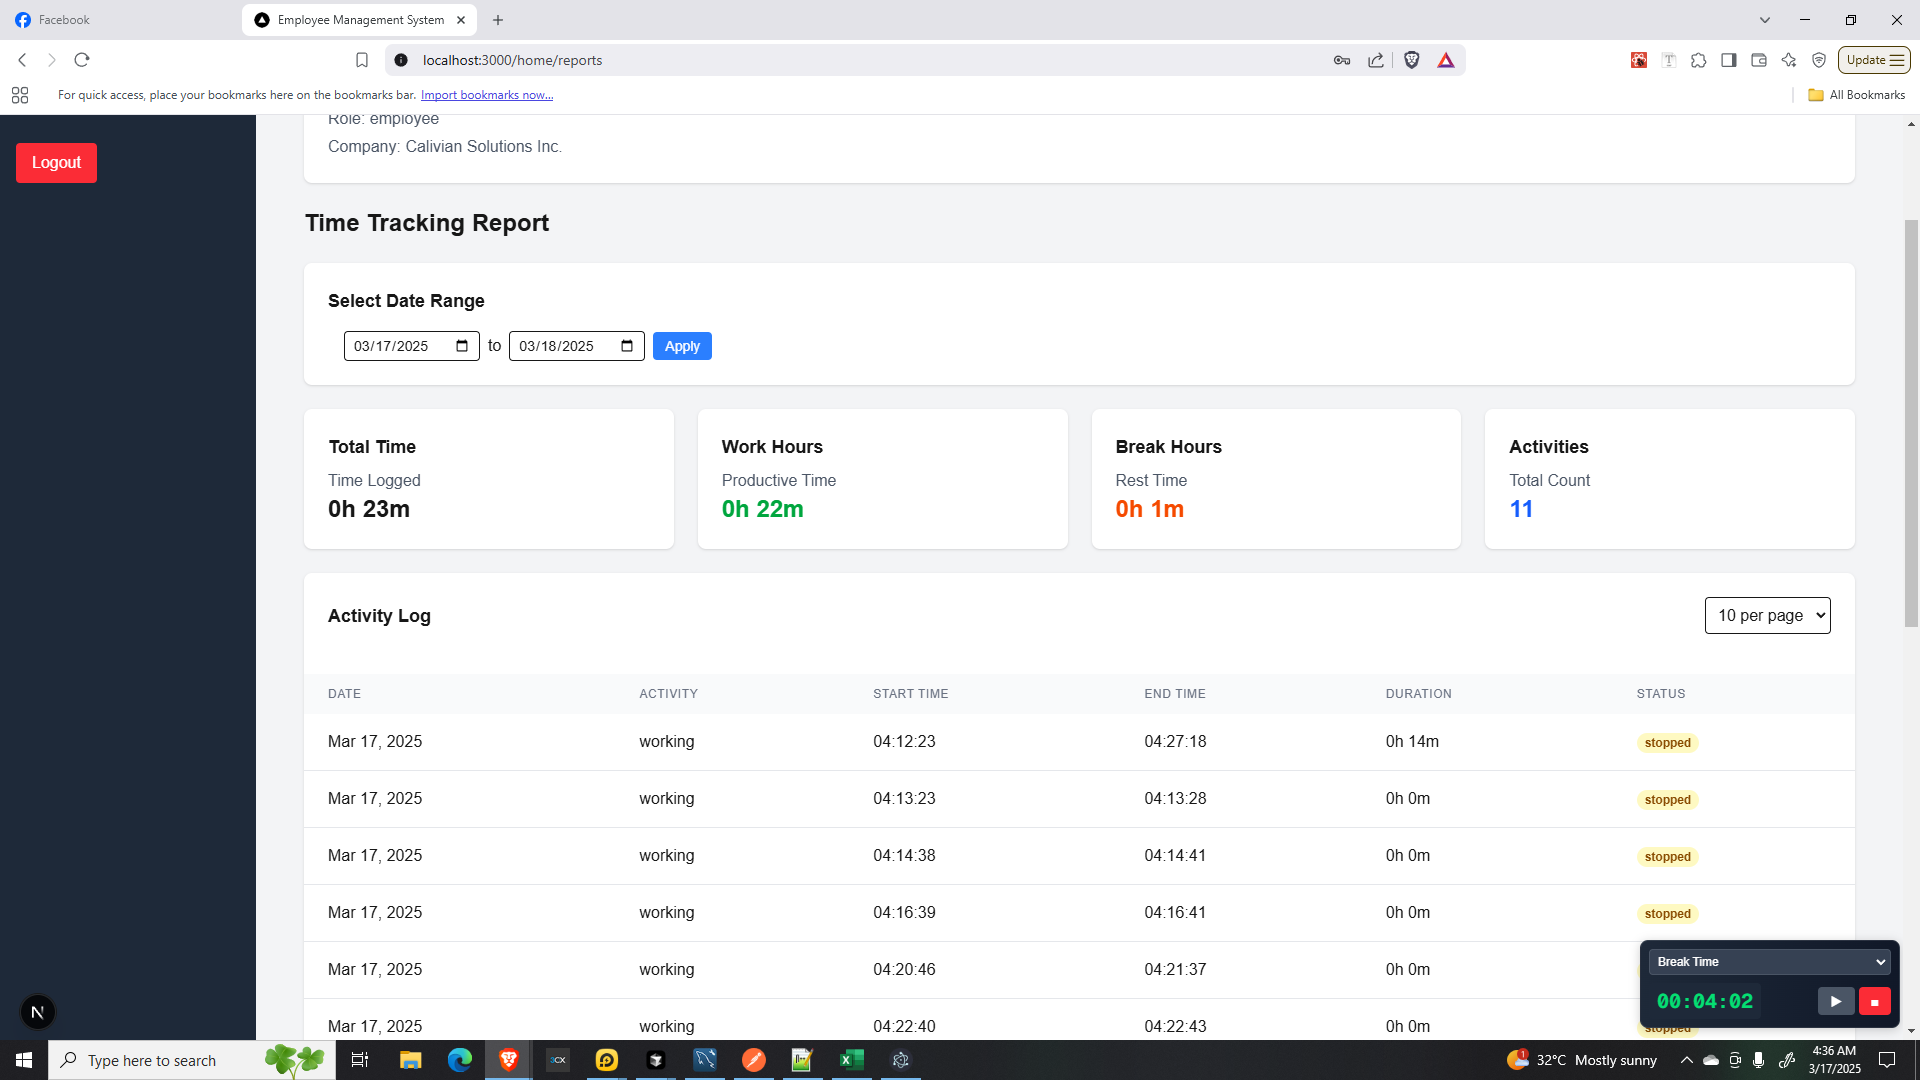 Facebook
Employee Management System
localhost:3000/home/reports
Update
For quick access, place your bookmarks here on the bookmarks bar. Import bookmarks now...
All Bookmarks
Logout
Role: employee
Company: Calivian Solutions Inc.
Time Tracking Report
Select Date Range
03/17/2025 to 03/18/2025 Apply
Total Time
Time Logged
0h 23m
Work Hours
Productive Time
0h 22m
Break Hours
Rest Time
0h 1m
Activities
Total Count
11
Activity Log
10 per page
DATE ACTIVITY START TIME END TIME DURATION STATUS
Mar 17, 2025 working 04:12:23 04:27:18 0h 14m stopped
Mar 17, 2025 working 04:13:23 04:13:28 0h 0m stopped
Mar 17, 2025 working 04:14:38 04:14:41 0h 0m stopped
Mar 17, 2025 working 04:16:39 04:16:41 0h 0m stopped
Mar 17, 2025 working 04:20:46 04:21:37 0h 0m
Mar 17, 2025 working 04:22:40 04:22:43 0h 0m stopped
Break Time
00:04:02
N
Type here to search
3CX
1
32°C Mostly sunny
4:36 AM
3/17/2025